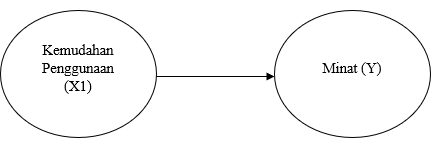 Kemudahan
Penggunaan
(X1)
Minat (Y)